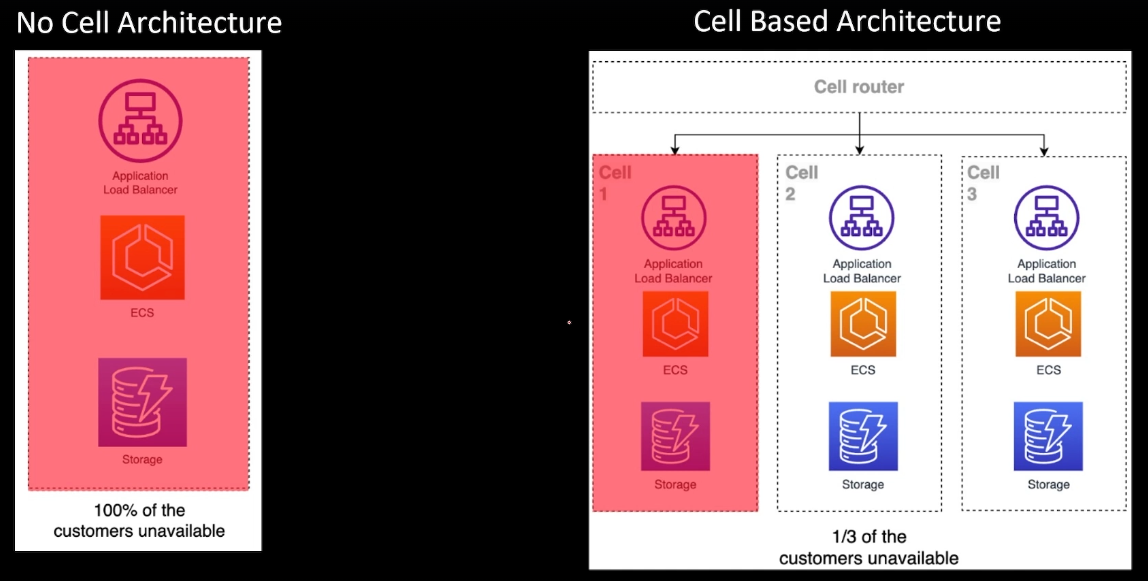 No Cell Architecture
Application
Load Balancer
ECS
Storage
100% of the
customers unavailable
Cell Based Architecture
Cell router
Cell
1
Application
Load Balancer
ECS
Storage
Cell
2
Application
Load Balancer
ECS
Storage
Cell
3
Application
Load Balancer
ECS
Storage
1/3 of the
customers unavailable